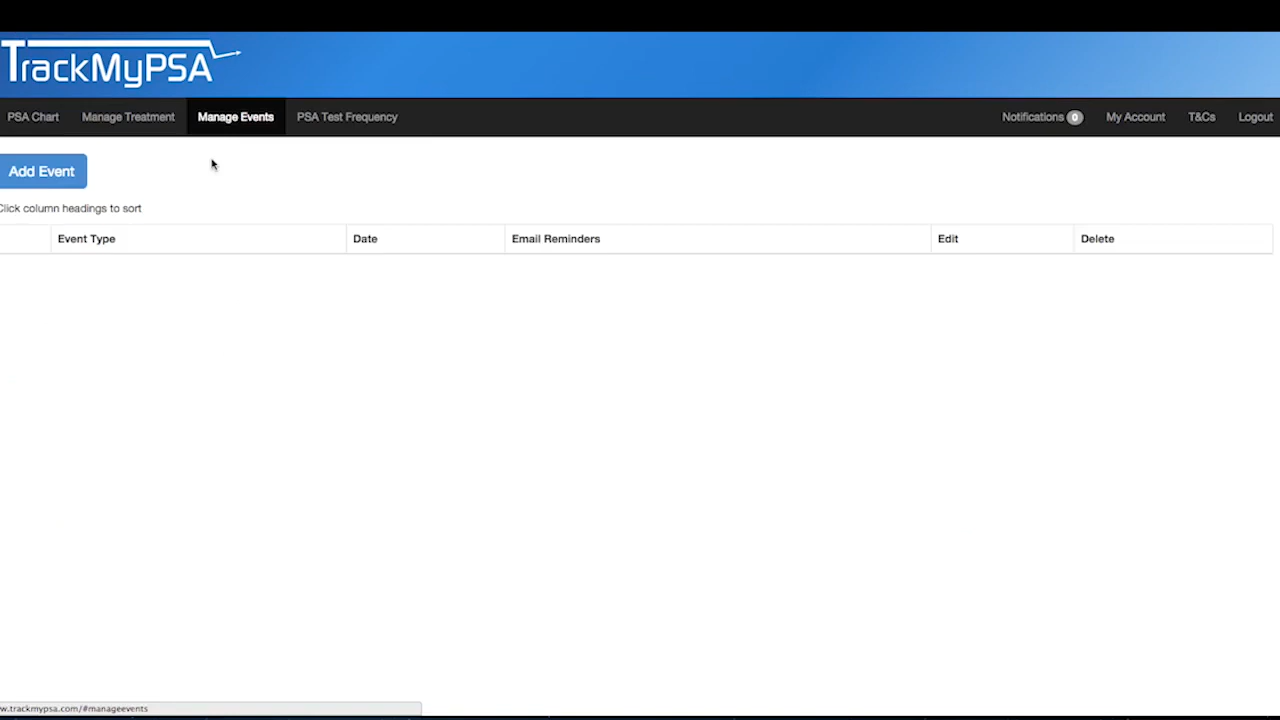 TrackMyPSA
PSA Chart Manage Treatment Manage Events PSA Test Frequency Notifications 0 My Account T&Cs Logout
Add Event
Click column headings to sort
Event Type Date Email Reminders Edit Delete
w.trackmypsa.com/#manageevents